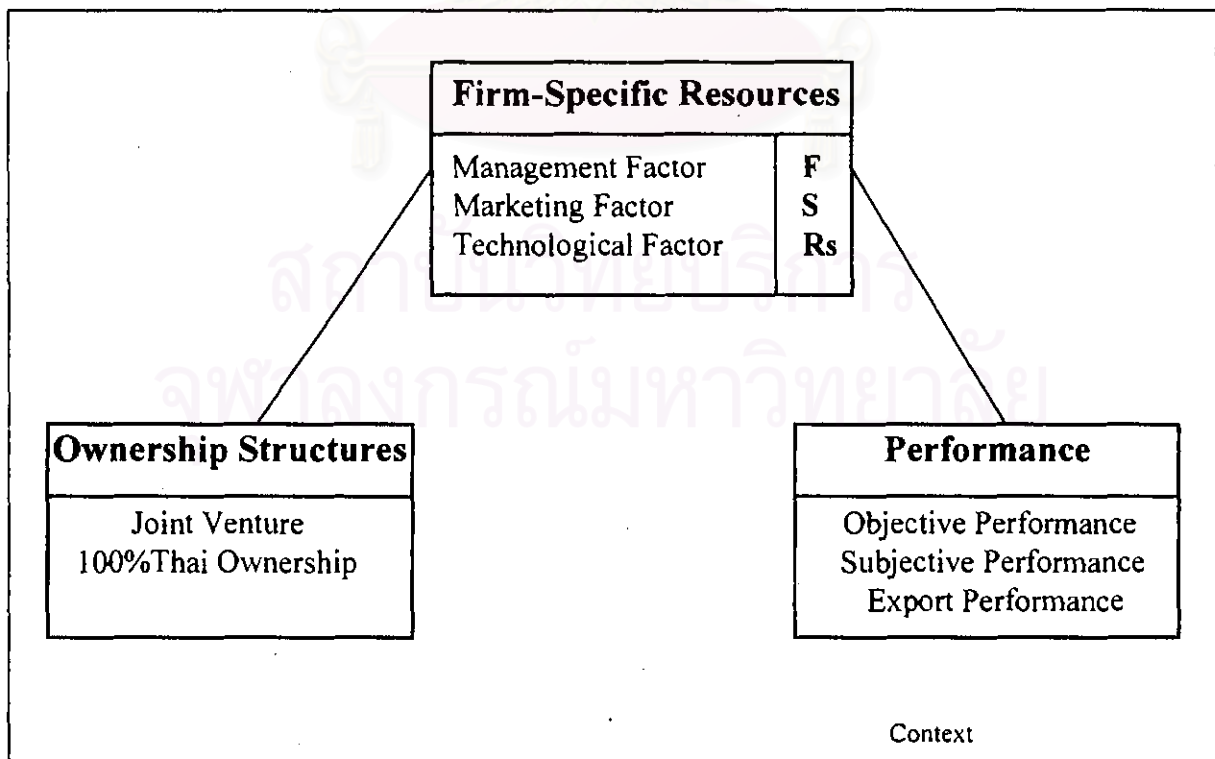 Firm-Specific Resources
Management Factor F
Marketing Factor S
Technological Factor Rs
สถาบันวิทยบริการ
จุฬาลงกรณ์มหาวิทยาลัย
Ownership Structures
Joint Venture
100%Thai Ownership
Performance
Objective Performance
Subjective Performance
Export Performance
Context